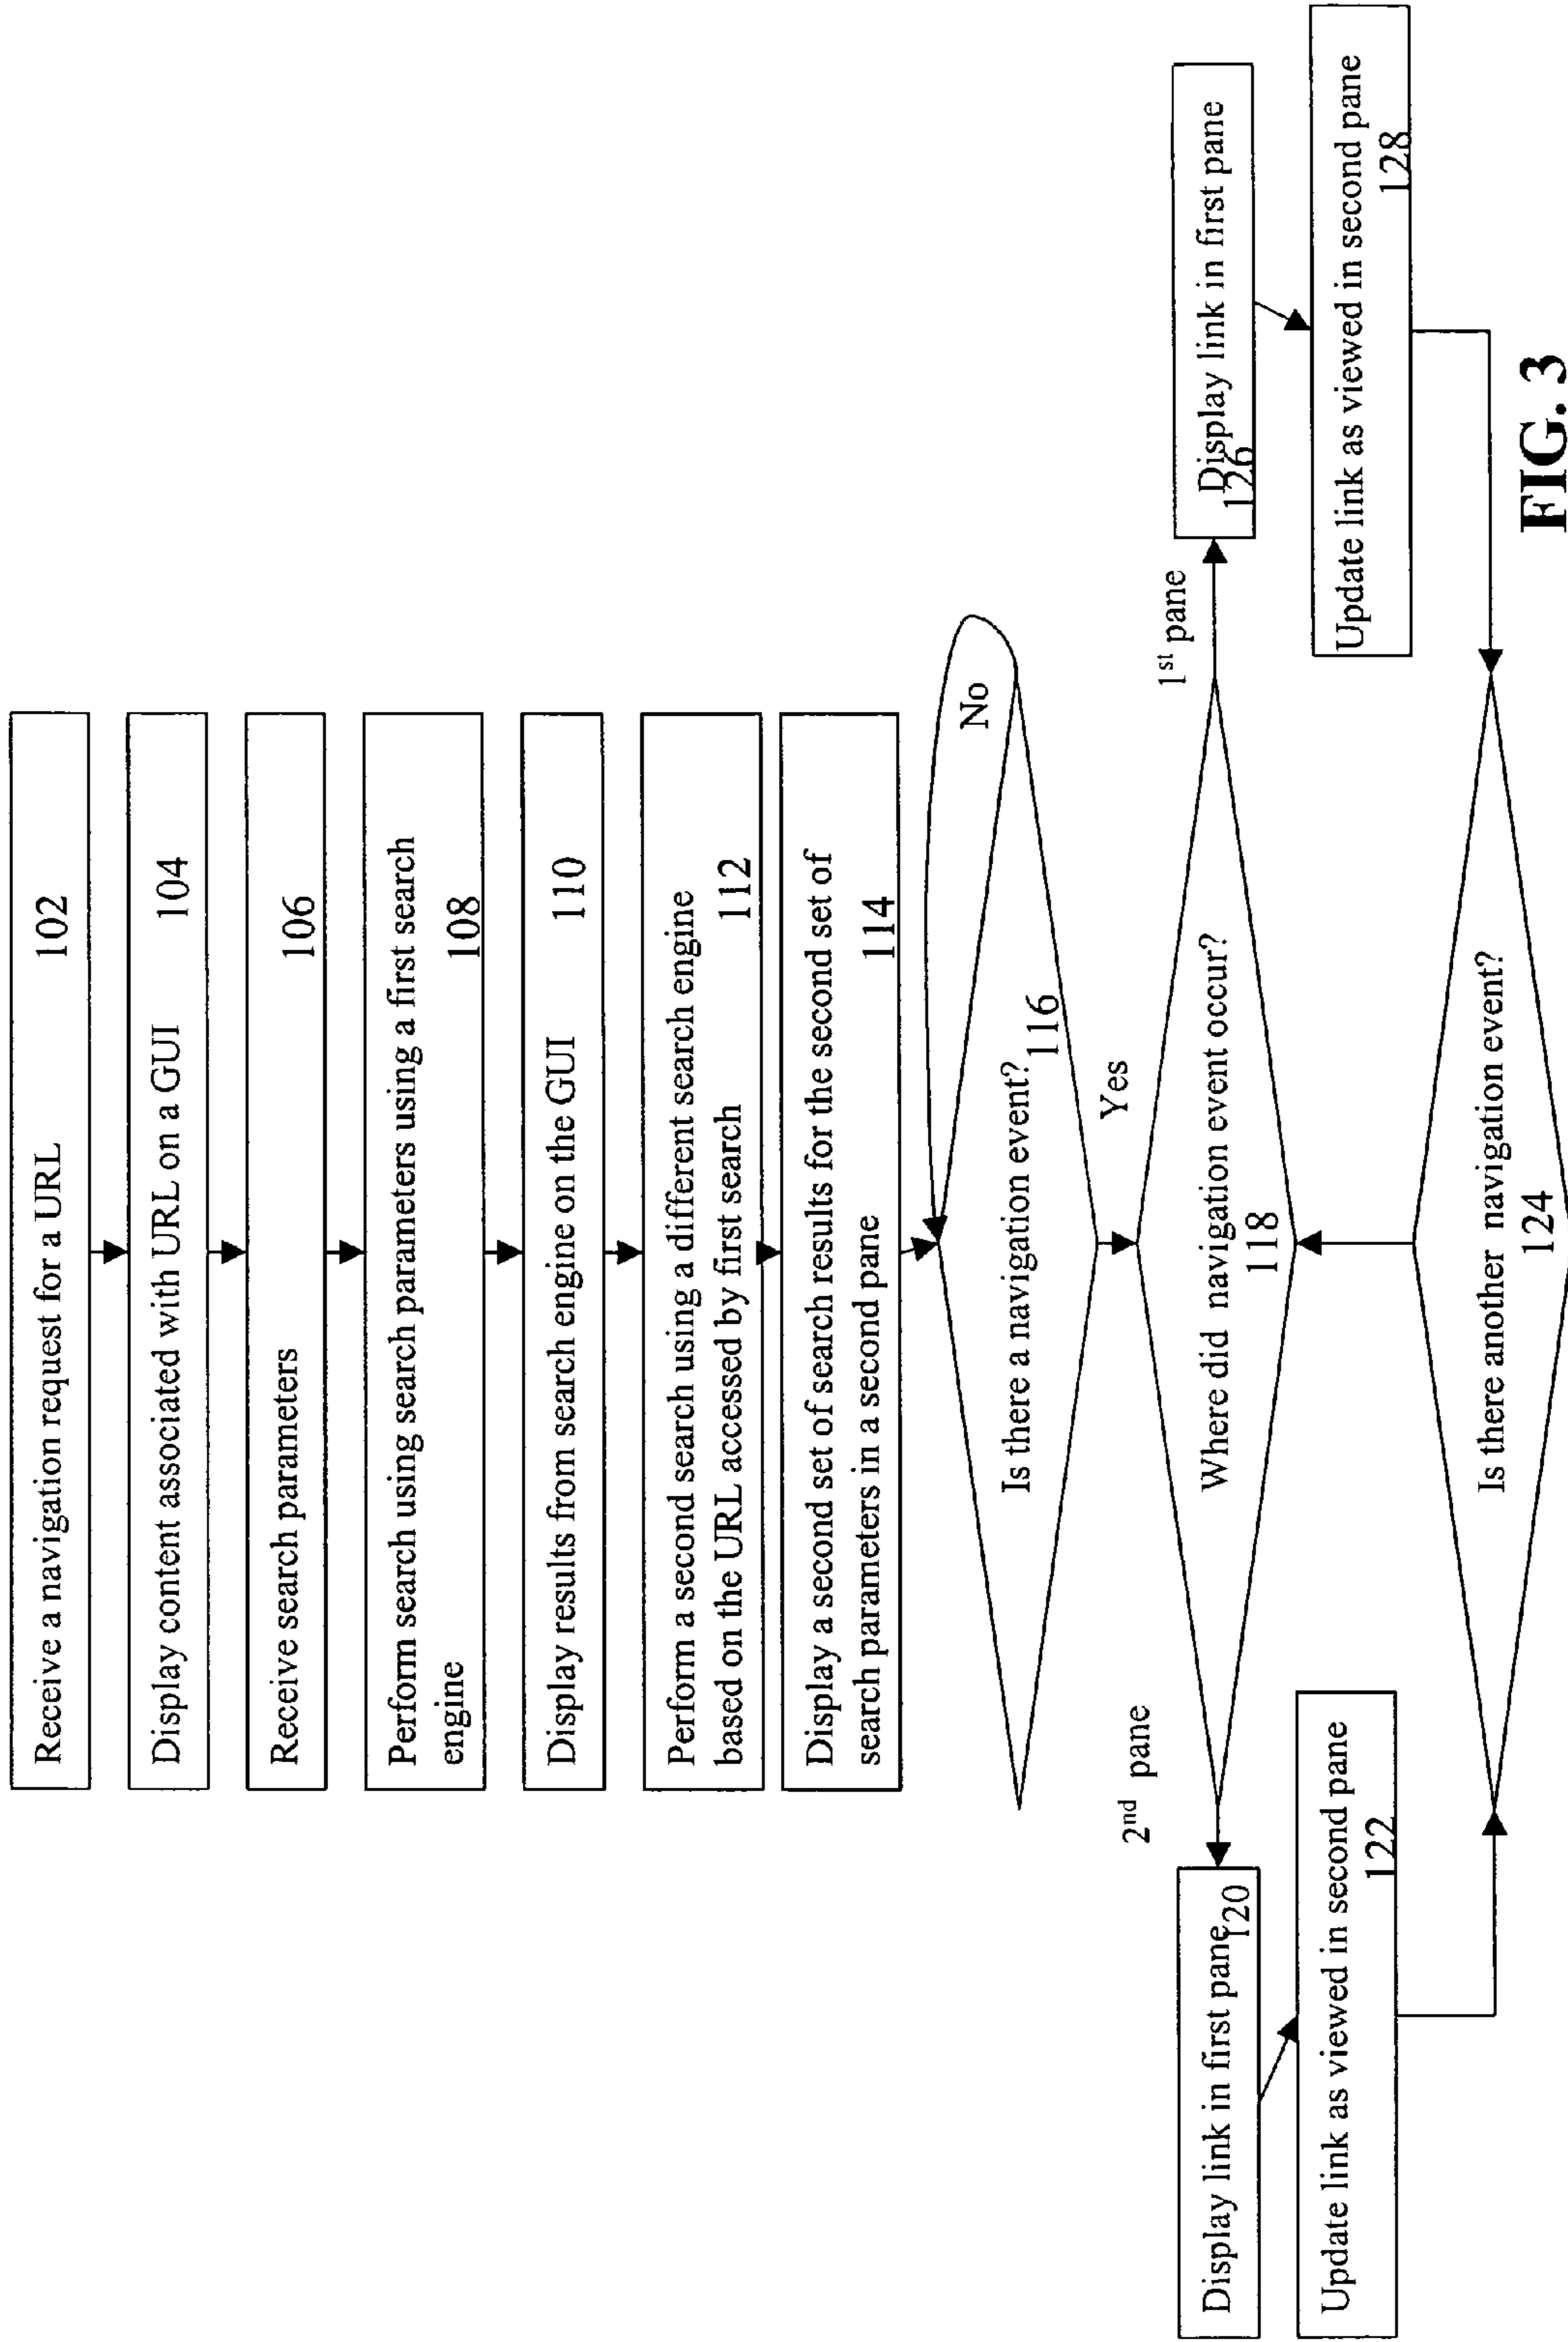 Receive a navigation request for a URL 102
Display content associated with URL on a GUI 104
Receive search parameters 106
Perform search using search parameters using a first search
engine 108
Display results from search engine on the GUI 110
Perform a second search using a different search engine
based on the URL accessed by first search 112
Display a second set of search results for the second set of
search parameters in a second pane 114
No
Is there a navigation event?
116
Yes
2nd pane
Where did navigation event occur?
118
1st pane
Display link in first pane
120
Update link as viewed in second pane
122
Display link in first pane
126
Update link as viewed in second pane
128
Is there another navigation event?
124
FIG. 3